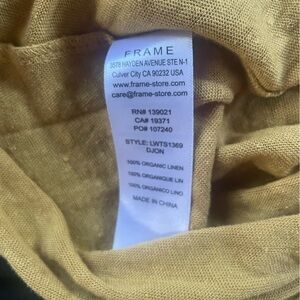 FRAME
3578 HAYDEN AVENUE STE N-1
Culver City CA 90232 USA
www.frame-store.com
care@frame-store.com
RN# 139021
CA# 19371
PO# 107240
STYLE: LWTS1369
DJON
100% ORGANIC LINEN
100% ORGANIQUE LIN
100% ORGÁNICO LINO
MADE IN CHINA